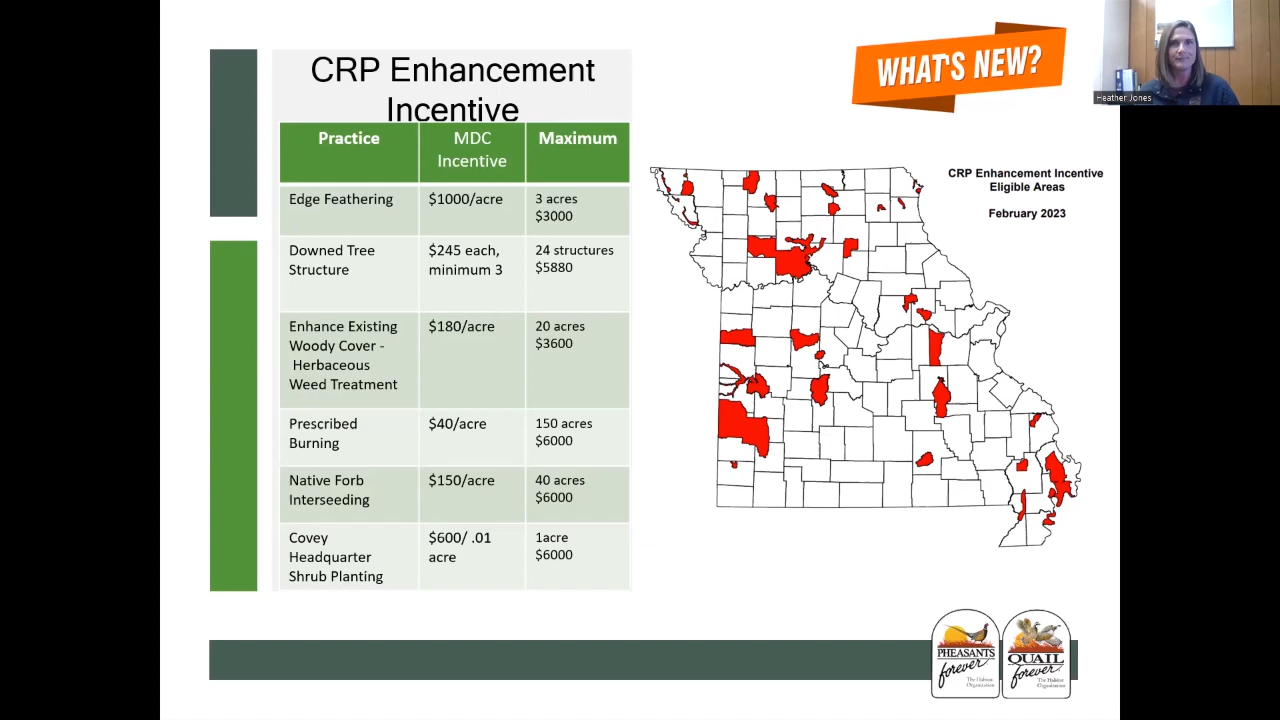 CRP Enhancement
Incentive
WHAT'S NEW?
Heather Jones
Practice
MDC
Incentive
Maximum
Edge Feathering
$1000/acre
3 acres
$3000
Downed Tree
Structure
$245 each,
minimum 3
24 structures
$5880
Enhance Existing
Woody Cover -
Herbaceous
Weed Treatment
$180/acre
20 acres
$3600
Prescribed
Burning
$40/acre
150 acres
$6000
Native Forb
Interseeding
$150/acre
40 acres
$6000
Covey
Headquarter
Shrub Planting
$600/ .01
acre
1acre
$6000
CRP Enhancement Incentive
Eligible Areas
February 2023
PHEASANTS
forever
The Habitat
Organization
QUAIL
forever
The Habitat
Organization